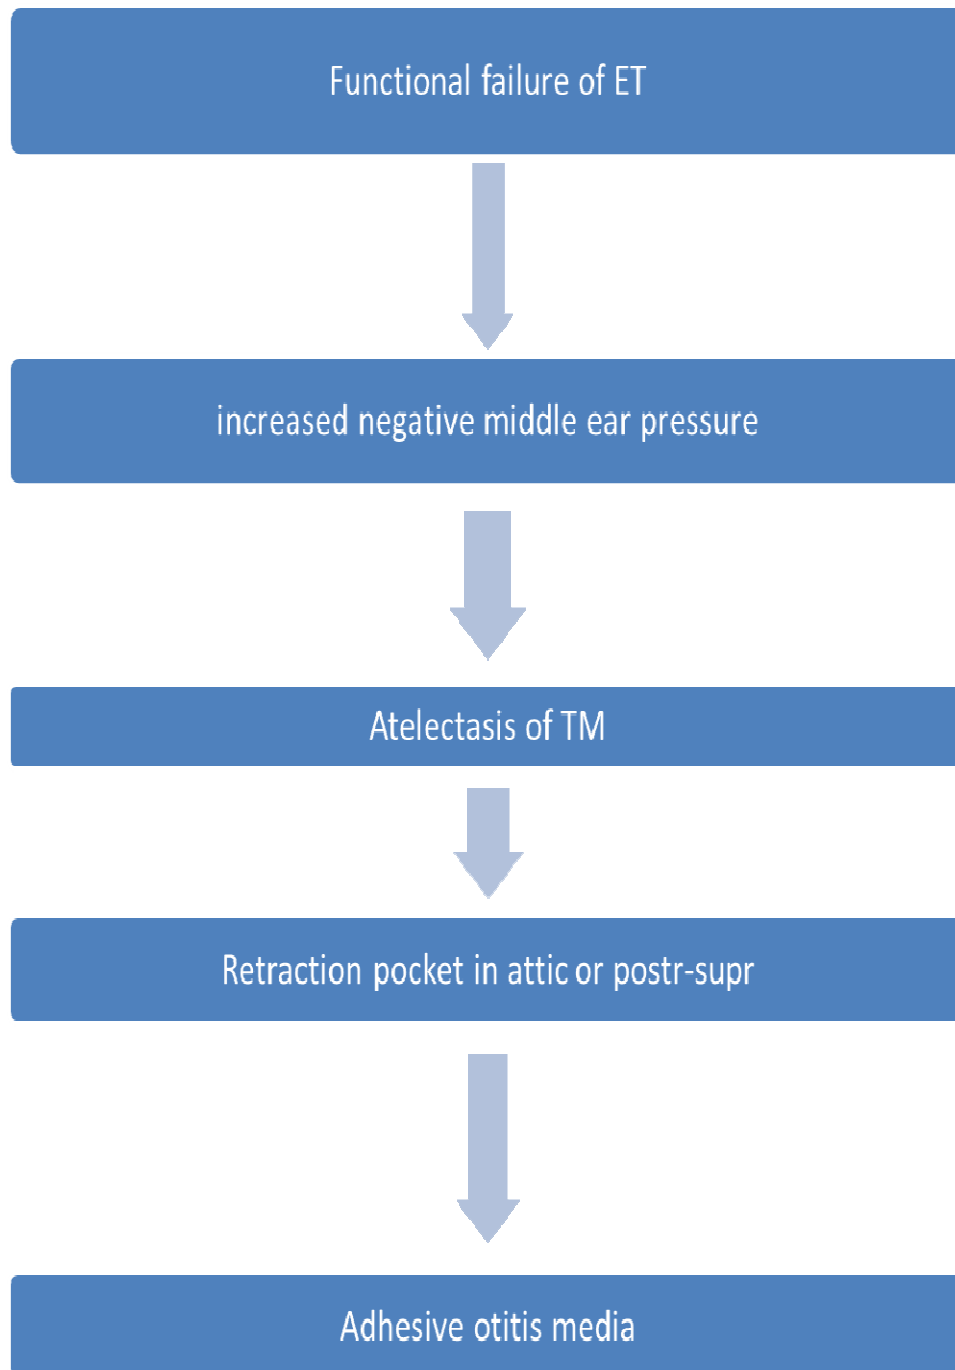 Functional failure of ET
increased negative middle ear pressure
Atelectasis of TM
Retraction pocket in attic or postr-supr
Adhesive otitis media